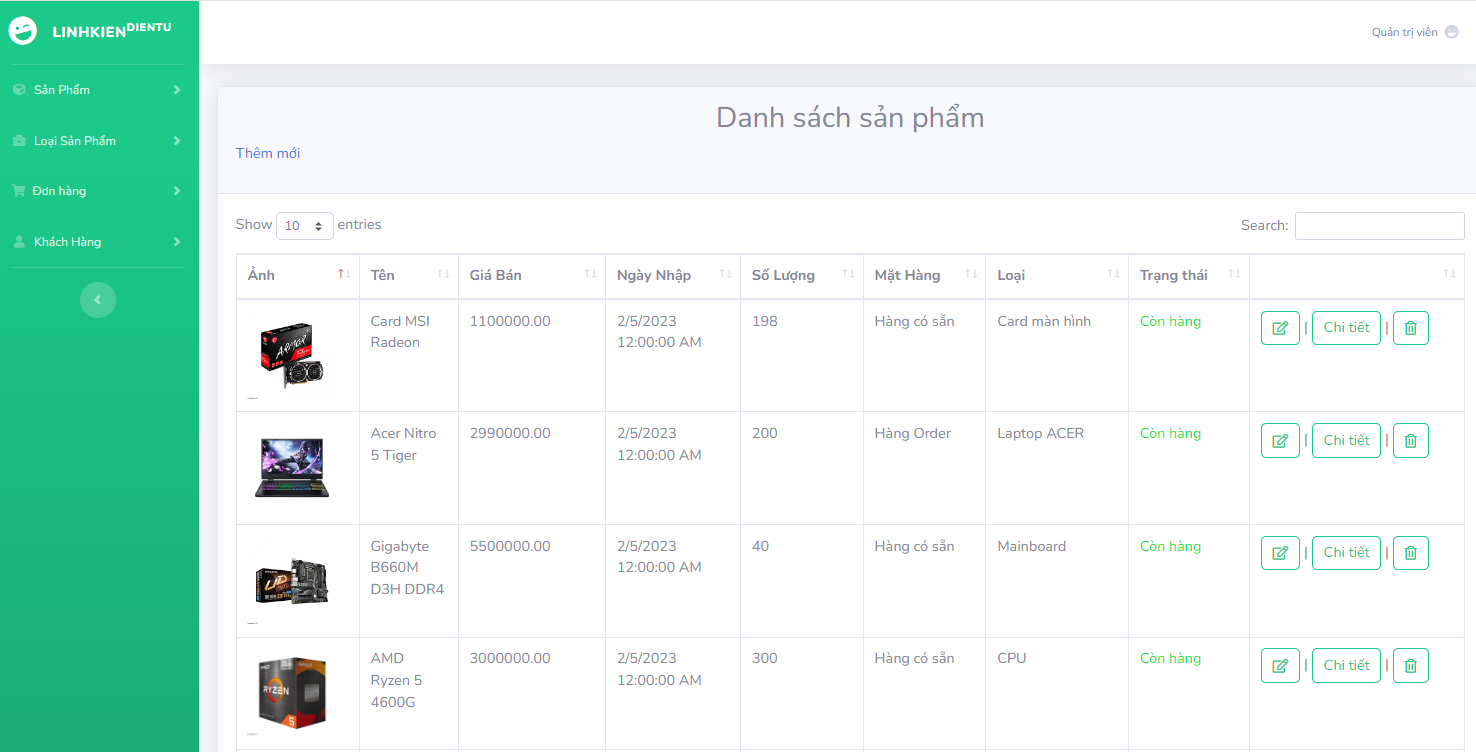 LINHKIENDIENTU
Quản trị viên
Sản Phẩm
Loại Sản Phẩm
Đơn hàng
Khách Hàng
Danh sách sản phẩm
Thêm mới
Show 10 entries
Search:
Ảnh Tên Giá Bán Ngày Nhập Số Lượng Mặt Hàng Loại Trạng thái
ARMOR
Card MSI 1100000.00 2/5/2023 198 Hàng có sẵn Card màn hình Còn hàng | Chi tiết |
Radeon 12:00:00 AM
Acer Nitro 2990000.00 2/5/2023 200 Hàng Order Laptop ACER Còn hàng | Chi tiết |
5 Tiger 12:00:00 AM
Gigabyte 5500000.00 2/5/2023 40 Hàng có sẵn Mainboard Còn hàng | Chi tiết |
B660M 12:00:00 AM
D3H DDR4
UD
AMD 3000000.00 2/5/2023 300 Hàng có sẵn CPU Còn hàng | Chi tiết |
Ryzen 5 12:00:00 AM
4600G
RYZEN
5